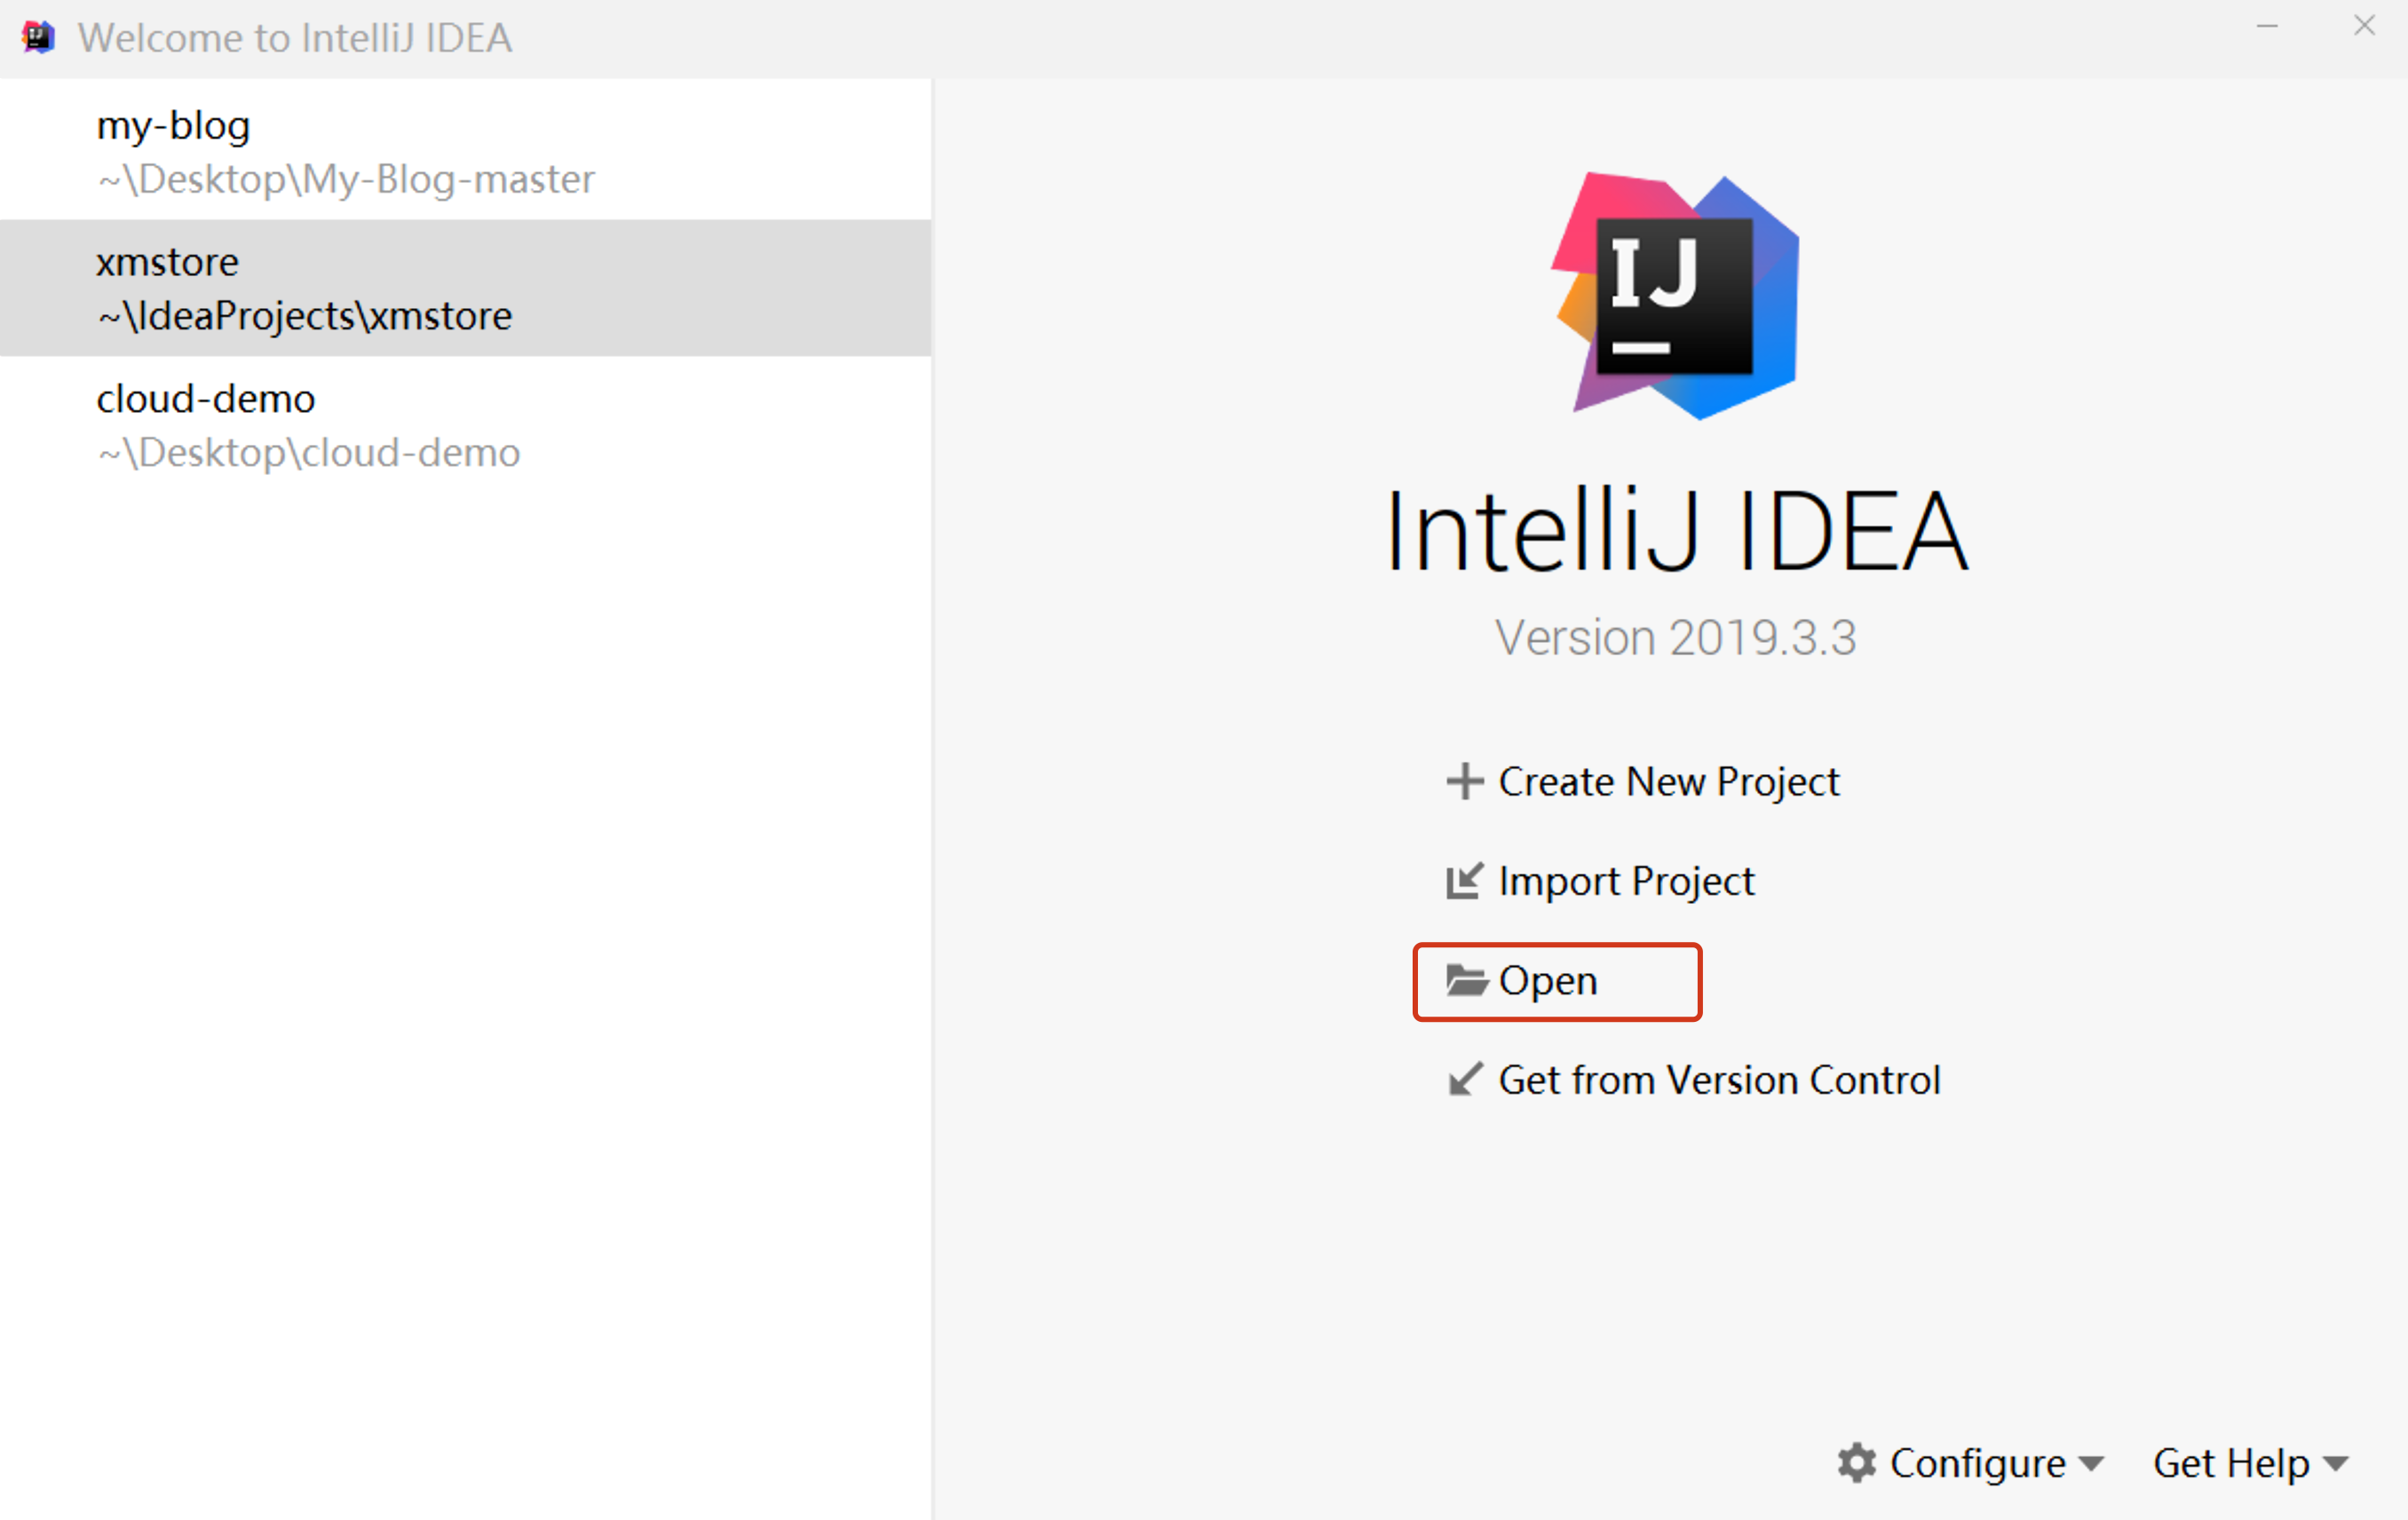 Welcome to IntelliJ IDEA
my-blog
~\Desktop\My-Blog-master
xmstore
~\IdeaProjects\xmstore
cloud-demo
~\Desktop\cloud-demo
IJ
IntelliJ IDEA
Version 2019.3.3
Create New Project
Import Project
Open
Get from Version Control
Configure
Get Help